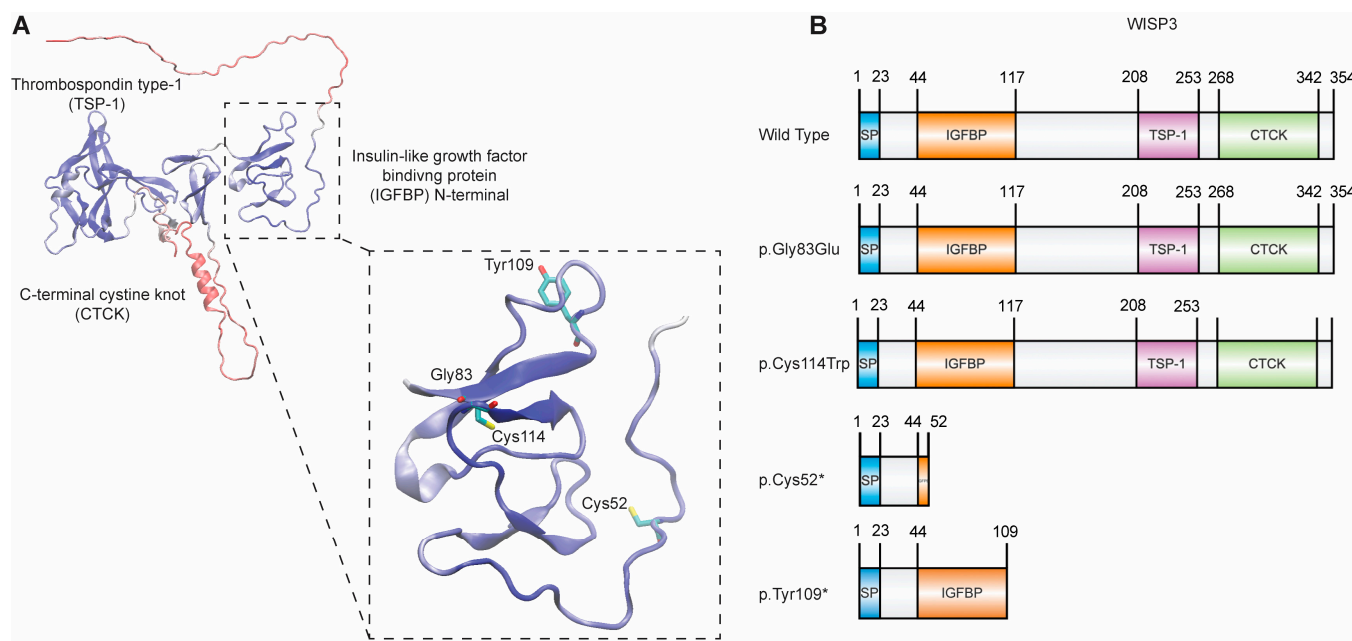 A
Thrombospondin type-1
(TSP-1)
Insulin-like growth factor
bindivng protein
(IGFBP) N-terminal
C-terminal cystine knot
(CTCK)
Tyr109
Gly83
Cys114
Cys52
B
WISP3
1 23 44 117 208 253 268 342 354
Wild Type SP IGFBP TSP-1 CTCK
1 23 44 117 208 253 268 342 354
p.Gly83Glu SP IGFBP TSP-1 CTCK
1 23 44 117 208 253
p.Cys114Trp SP IGFBP TSP-1 CTCK
1 23 44 52
p.Cys52* SP
1 23 44 109
p.Tyr109* SP IGFBP